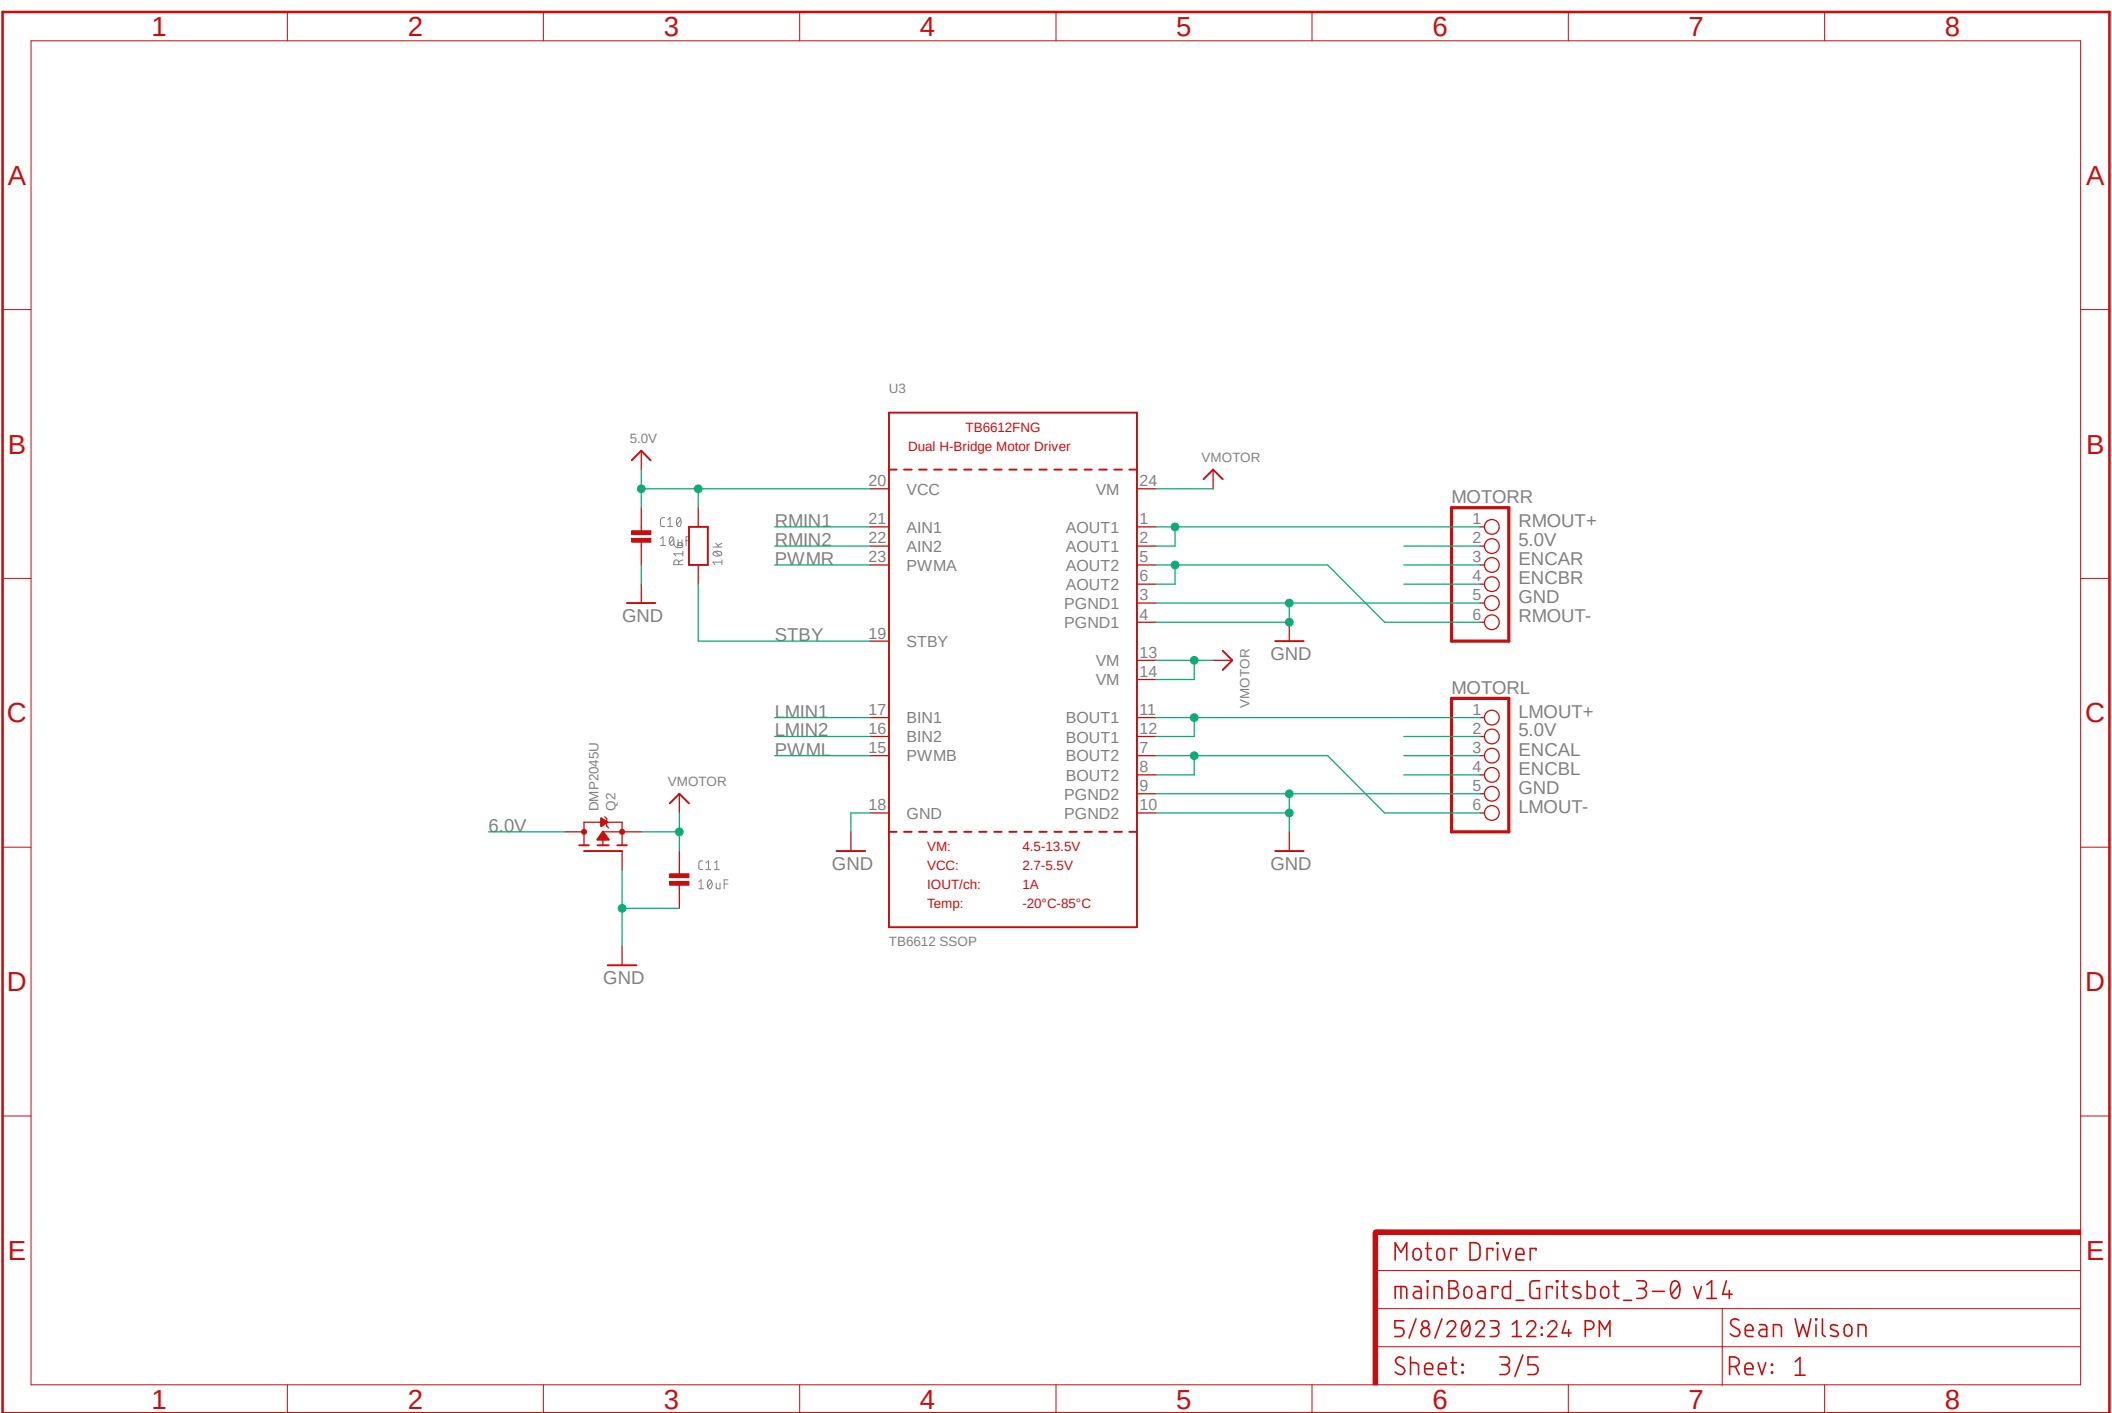 1 2 3 4 5 6 7 8
A A
B B
C C
D D
E E
U3
TB6612FNG
Dual H-Bridge Motor Driver
5.0V
VMOTOR
20 VCC VM 24
RMIN1 21 AIN1 AOUT1 1
RMIN2 22 AIN2 AOUT1 2
PWMR 23 PWMA AOUT2 5
AOUT2 6
PGND1 3
PGND1 4
C10
10uF
10k
GND
STBY 19 STBY
GND
VM 13
VM 14
VMOTOR
LMIN1 17 BIN1 BOUT1 11
LMIN2 16 BIN2 BOUT1 12
PWML 15 PWMB BOUT2 7
BOUT2 8
PGND2 9
18 GND PGND2 10
GND
GND
VM: 4.5-13.5V
VCC: 2.7-5.5V
IOUT/ch: 1A
Temp: -20°C-85°C
TB6612 SSOP
MOTORR
1 RMOUT+
2 5.0V
3 ENCAR
4 ENCBR
5 GND
6 RMOUT-
MOTORL
1 LMOUT+
2 5.0V
3 ENCAL
4 ENCBL
5 GND
6 LMOUT-
DMP2045U
Q2
VMOTOR
6.0V
C11
10uF
GND
Motor Driver
mainBoard_Gritsbot_3-0 v14
5/8/2023 12:24 PM Sean Wilson
Sheet: 3/5 Rev: 1
1 2 3 4 5 6 7 8